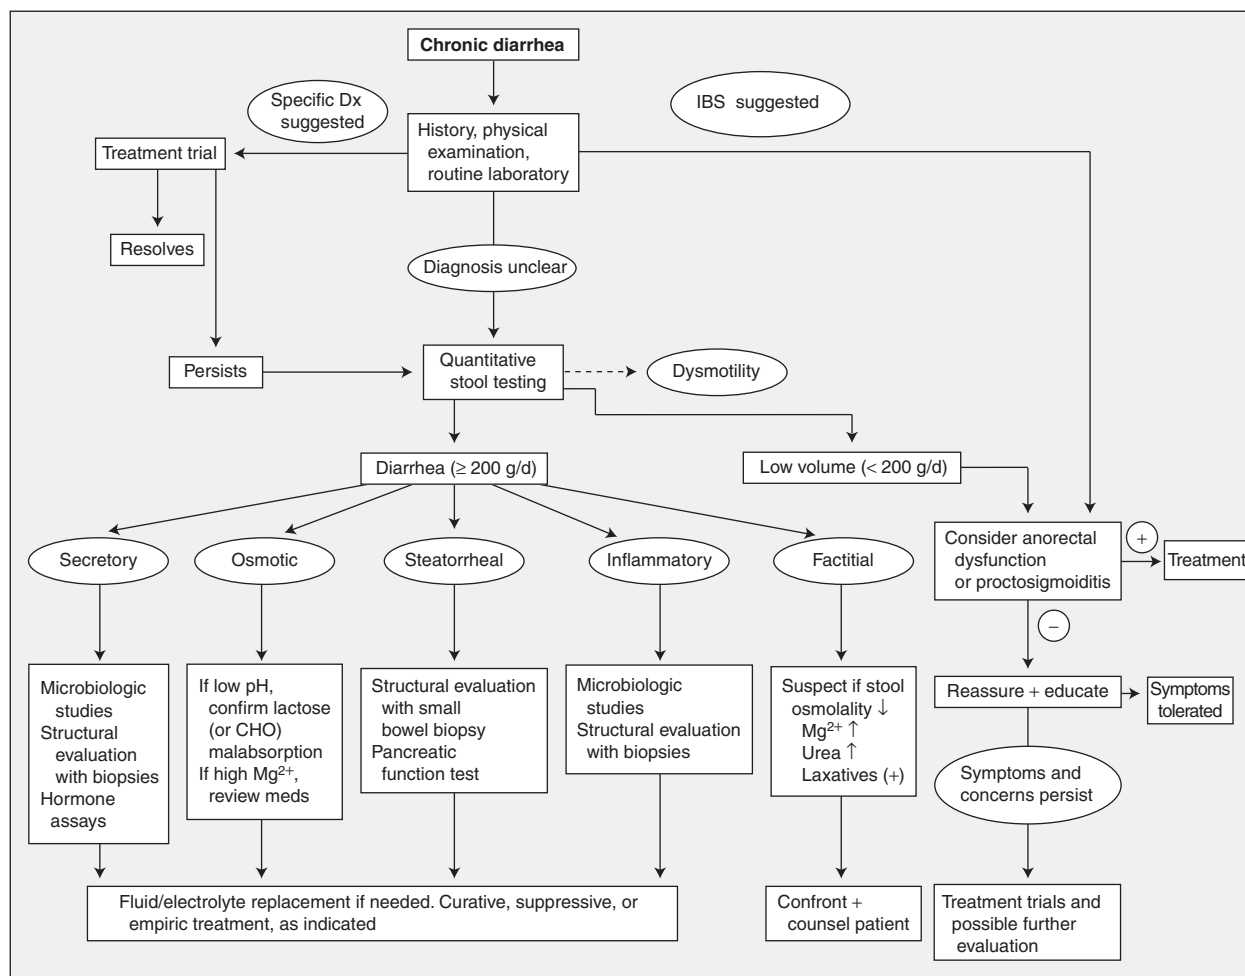 Chronic diarrhea
Specific Dx
suggested
IBS suggested
History, physical
examination,
routine laboratory
Treatment trial
Resolves
Diagnosis unclear
Persists
Quantitative
stool testing
Dysmotility
Diarrhea (≥ 200 g/d)
Low volume (< 200 g/d)
Secretory
Osmotic
Steatorrheal
Inflammatory
Factitial
Consider anorectal
dysfunction
or proctosigmoiditis
+
Treatment
−
Microbiologic
studies
Structural
evaluation
with biopsies
Hormone
assays
If low pH,
confirm lactose
(or CHO)
malabsorption
If high Mg²⁺,
review meds
Structural evaluation
with small
bowel biopsy
Pancreatic
function test
Microbiologic
studies
Structural evaluation
with biopsies
Suspect if stool
osmolality ↓
Mg²⁺ ↑
Urea ↑
Laxatives (+)
Reassure + educate
Symptoms
tolerated
Symptoms and
concerns persist
Fluid/electrolyte replacement if needed. Curative, suppressive, or
empiric treatment, as indicated
Confront +
counsel patient
Treatment trials and
possible further
evaluation